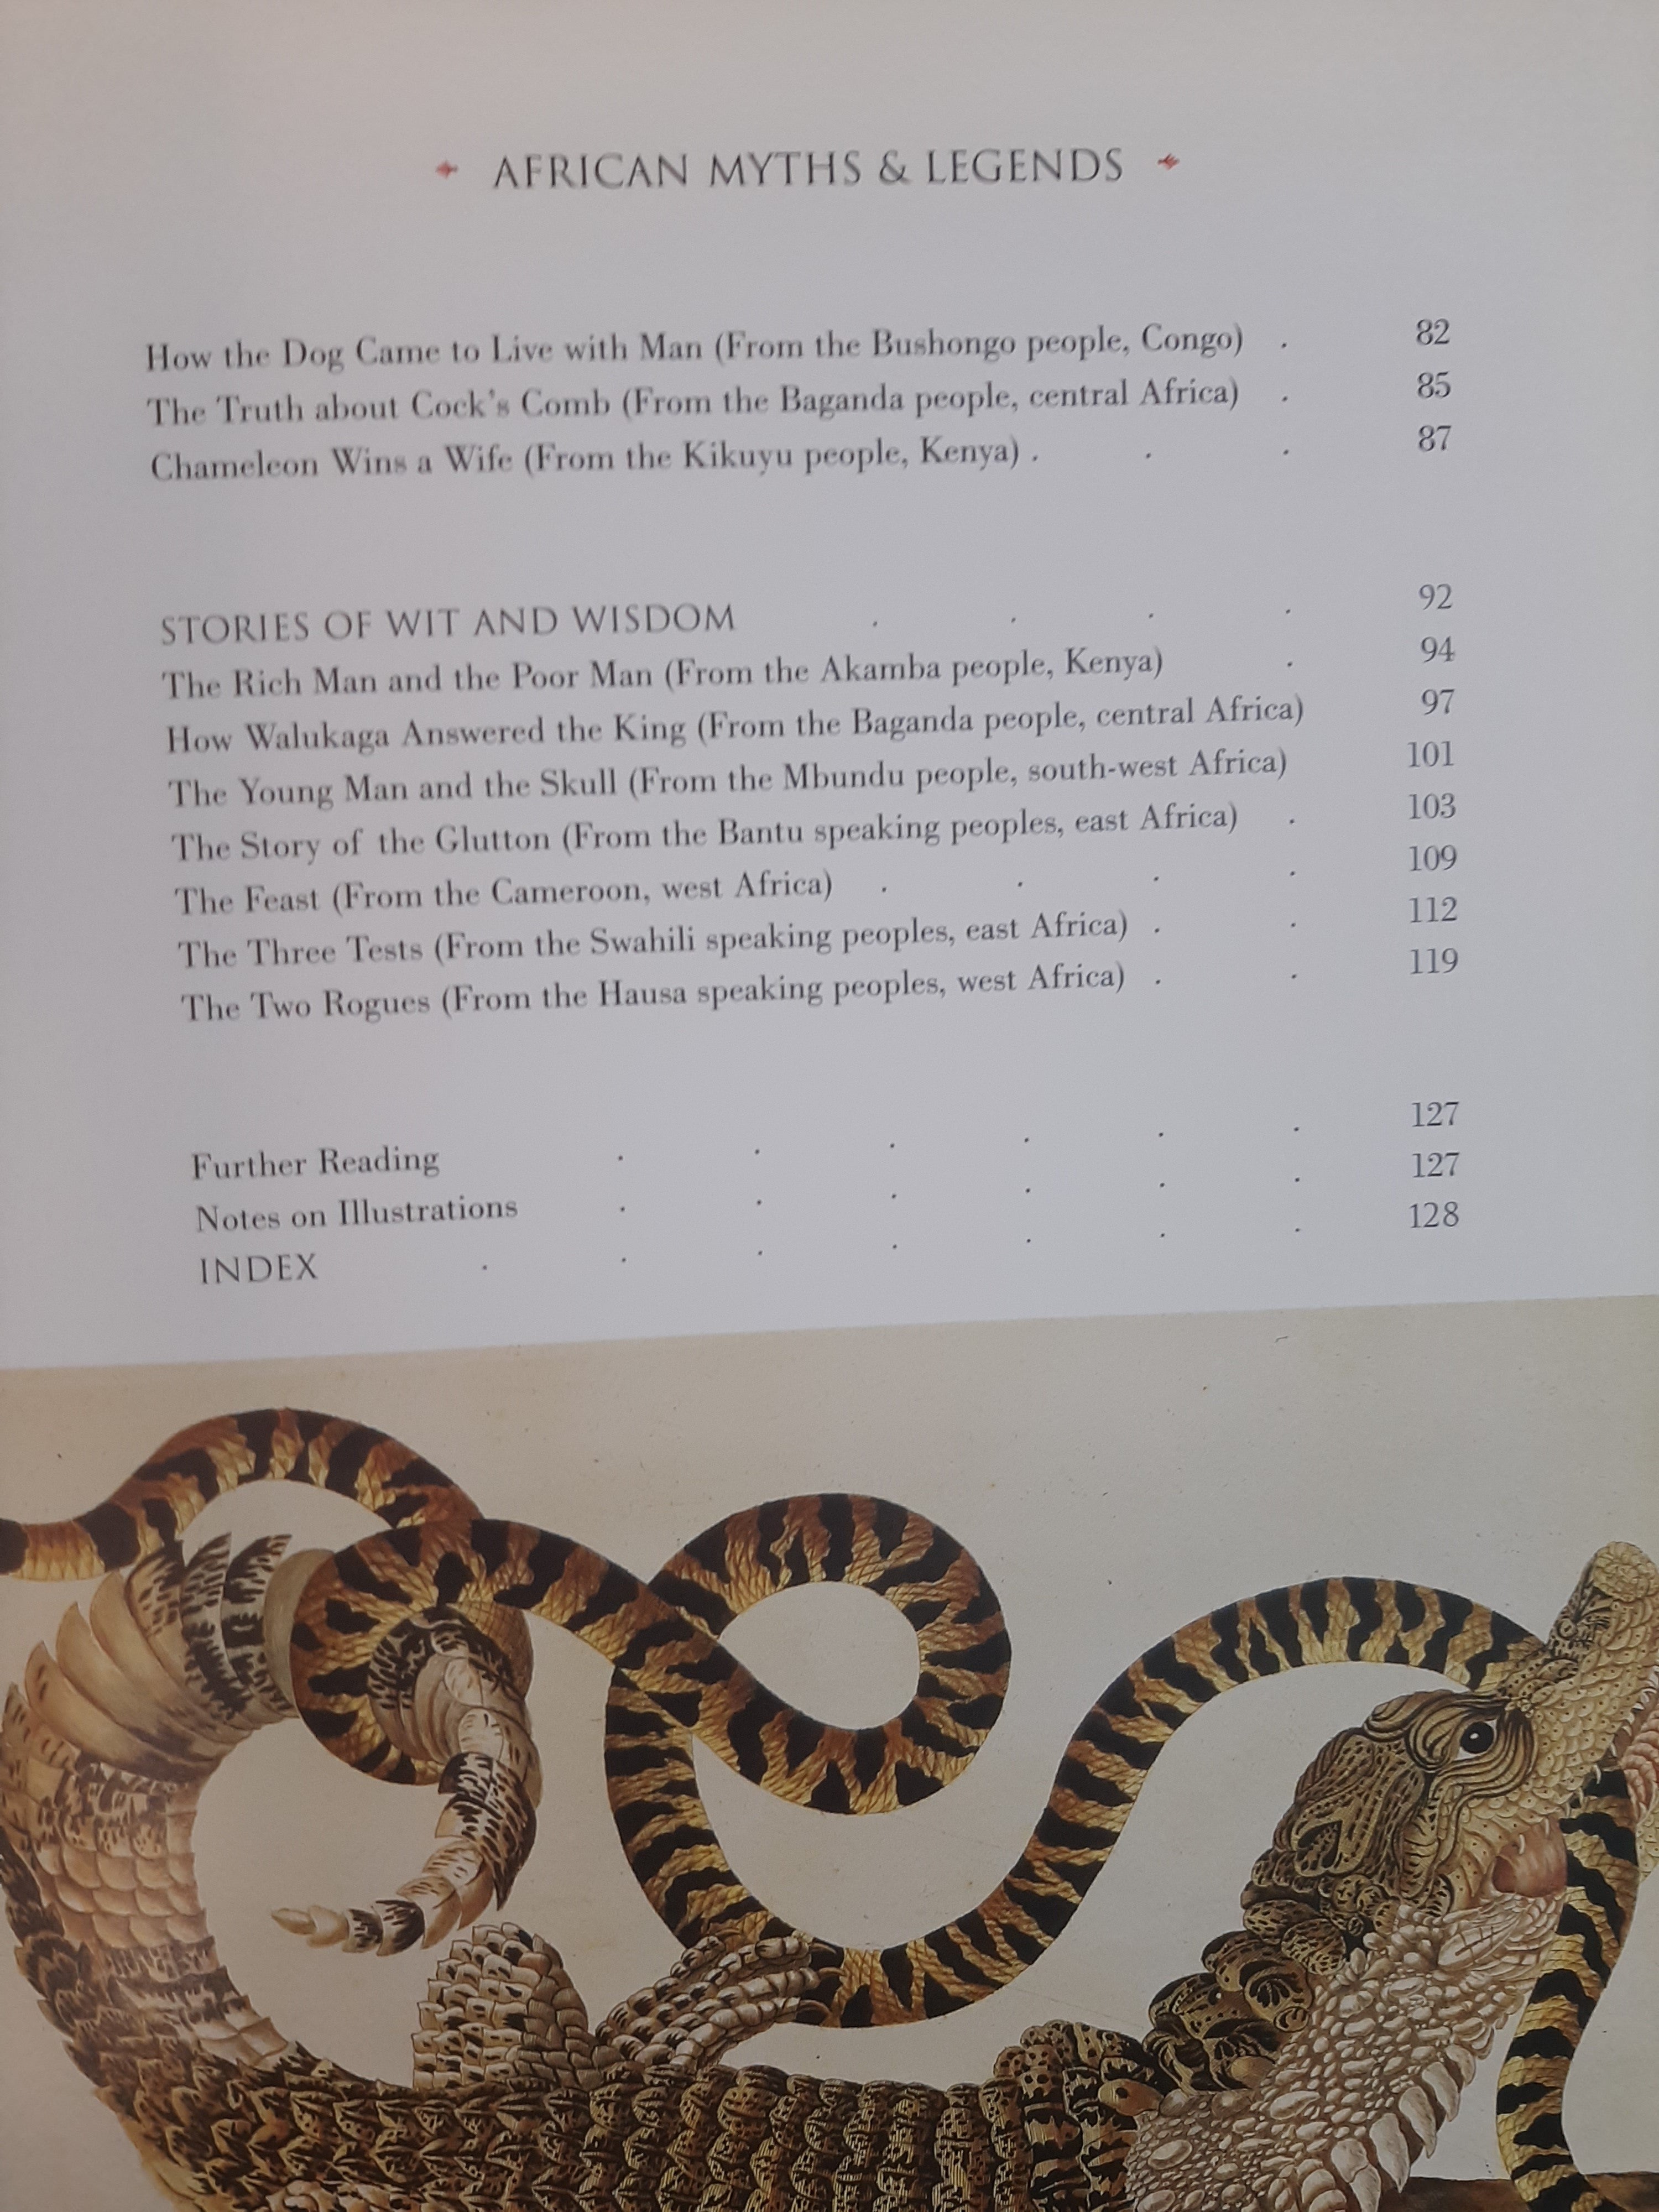 AFRICAN MYTHS & LEGENDS
How the Dog Came to Live with Man (From the Bushongo people, Congo) . 82
The Truth about Cock's Comb (From the Baganda people, central Africa) . 85
Chameleon Wins a Wife (From the Kikuyu people, Kenya) . . . 87
STORIES OF WIT AND WISDOM . . . . 92
The Rich Man and the Poor Man (From the Akamba people, Kenya) . 94
How Walukaga Answered the King (From the Baganda people, central Africa) 97
The Young Man and the Skull (From the Mbundu people, south-west Africa) 101
The Story of the Glutton (From the Bantu speaking peoples, east Africa) . 103
The Feast (From the Cameroon, west Africa) . . . . 109
The Three Tests (From the Swahili speaking peoples, east Africa) . . 112
The Two Rogues (From the Hausa speaking peoples, west Africa) . . 119
Further Reading . . . . . . 127
Notes on Illustrations . . . . . . 127
INDEX . . . . . . . 128